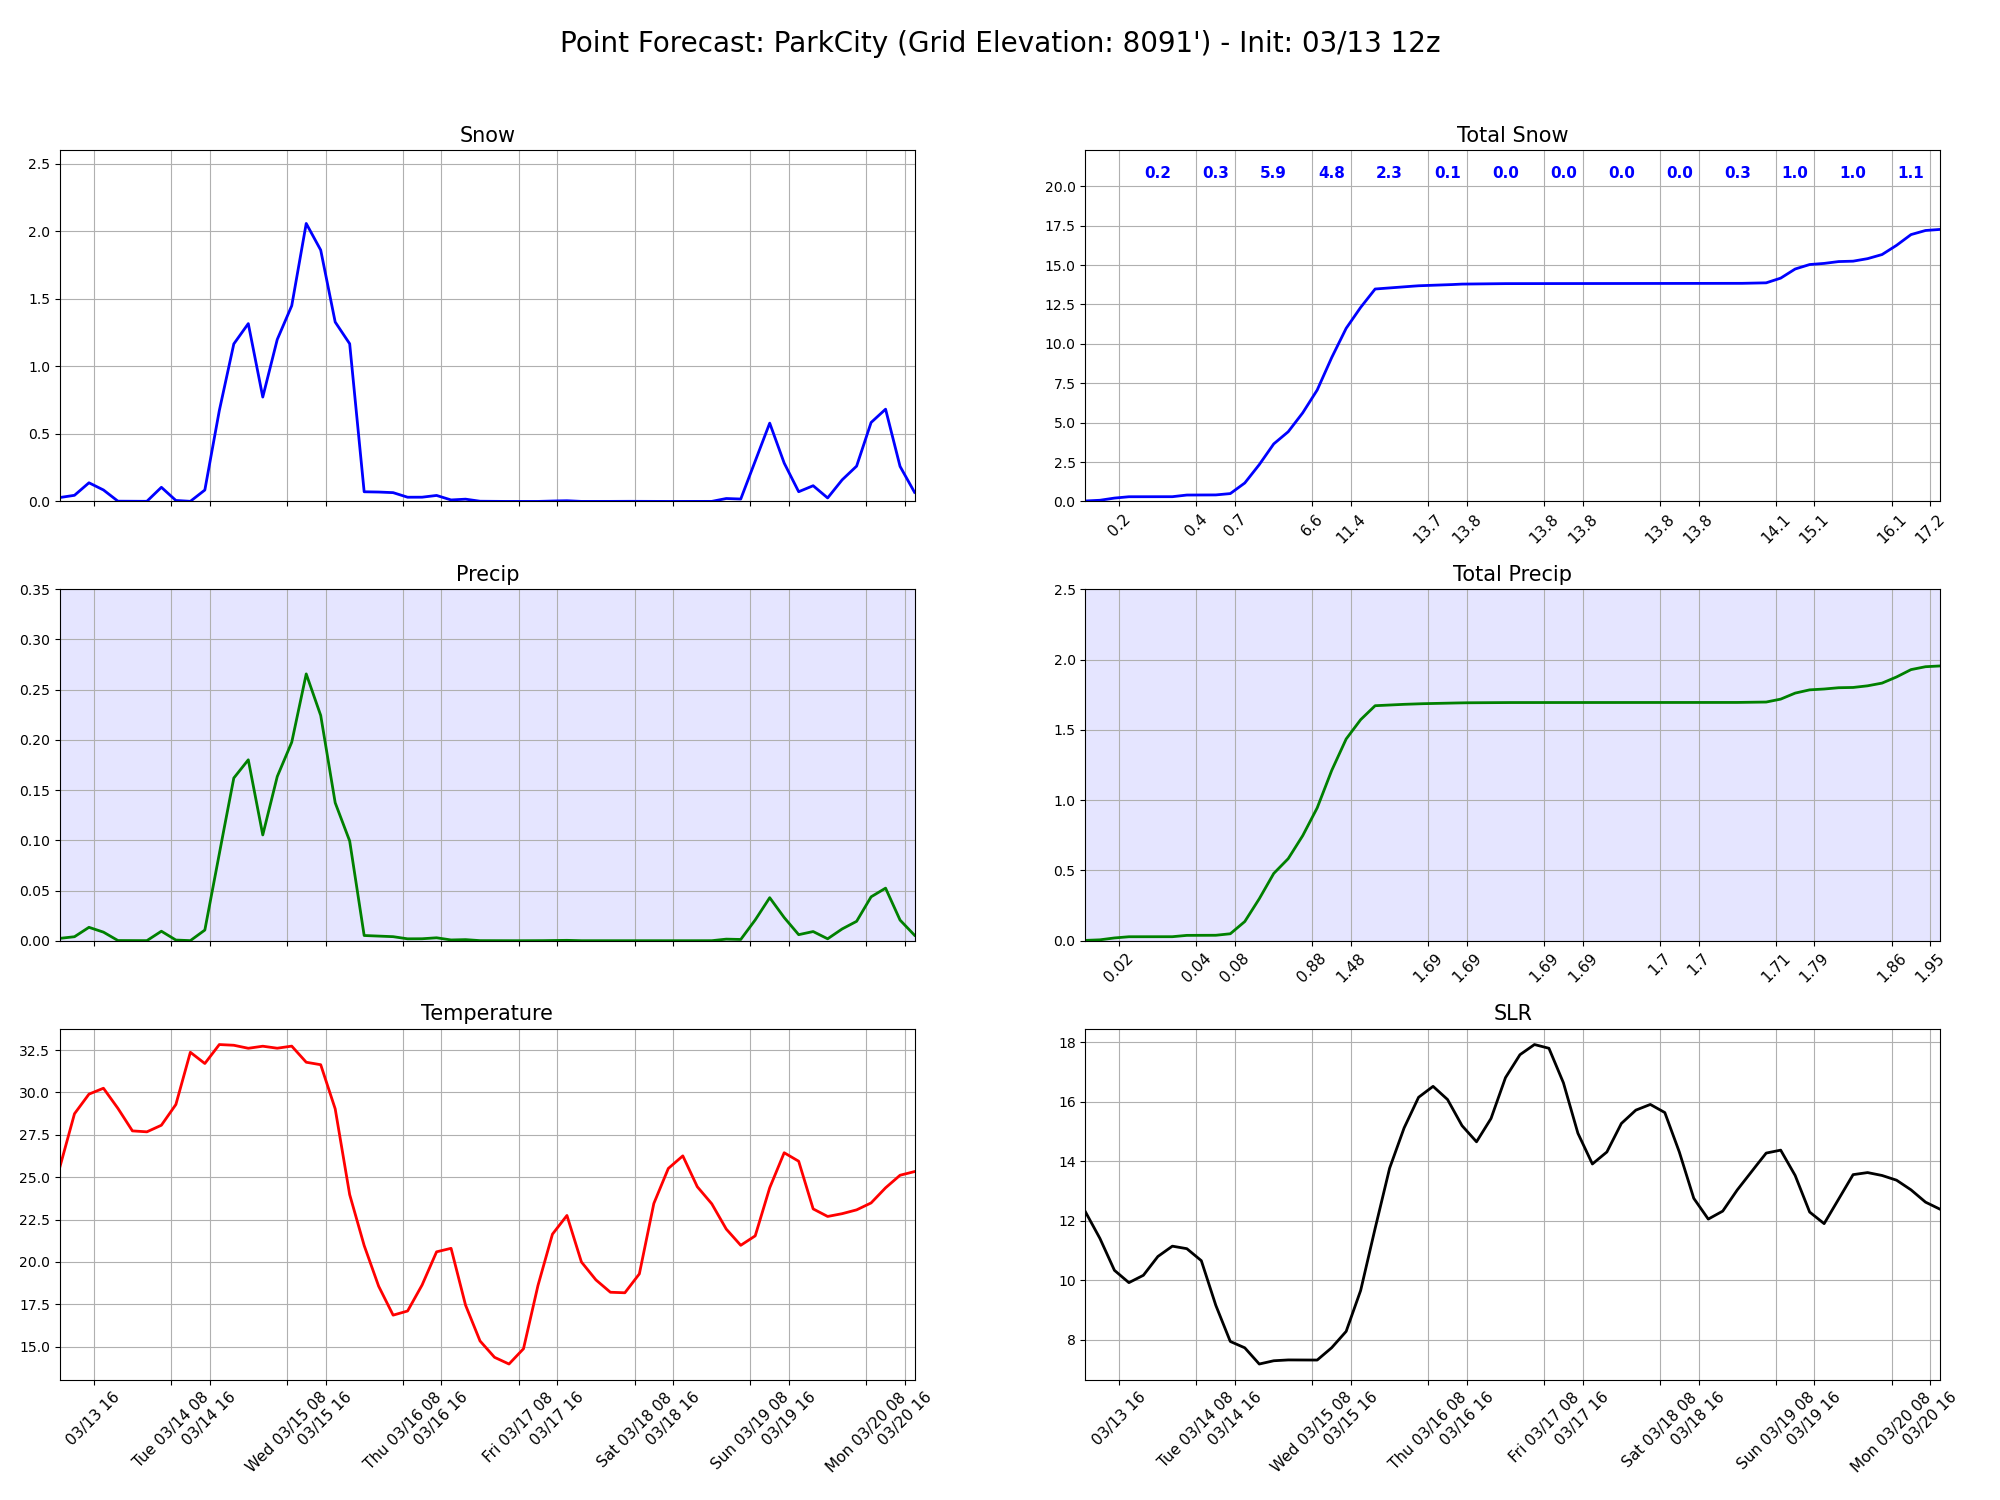 Point Forecast: ParkCity (Grid Elevation: 8091') - Init: 03/13 12z
Snow
2.5
2.0
1.5
1.0
0.5
0.0
Total Snow
0.2 0.3 5.9 4.8 2.3 0.1 0.0 0.0 0.0 0.0 0.3 1.0 1.0 1.1
20.0
17.5
15.0
12.5
10.0
7.5
5.0
2.5
0.0
0.2 0.4 0.7 6.6 11.4 13.7 13.8 13.8 13.8 13.8 13.8 14.1 15.1 16.1 17.2
Precip
0.35
0.30
0.25
0.20
0.15
0.10
0.05
0.00
Total Precip
2.5
2.0
1.5
1.0
0.5
0.0
0.02 0.04 0.08 0.88 1.48 1.69 1.69 1.69 1.69 1.7 1.7 1.71 1.79 1.86 1.95
Temperature
32.5
30.0
27.5
25.0
22.5
20.0
17.5
15.0
03/13 16
Tue 03/14 08
03/14 16
Wed 03/15 08
03/15 16
Thu 03/16 08
03/16 16
Fri 03/17 08
03/17 16
Sat 03/18 08
03/18 16
Sun 03/19 08
03/19 16
Mon 03/20 08
03/20 16
SLR
18
16
14
12
10
8
03/13 16
Tue 03/14 08
03/14 16
Wed 03/15 08
03/15 16
Thu 03/16 08
03/16 16
Fri 03/17 08
03/17 16
Sat 03/18 08
03/18 16
Sun 03/19 08
03/19 16
Mon 03/20 08
03/20 16